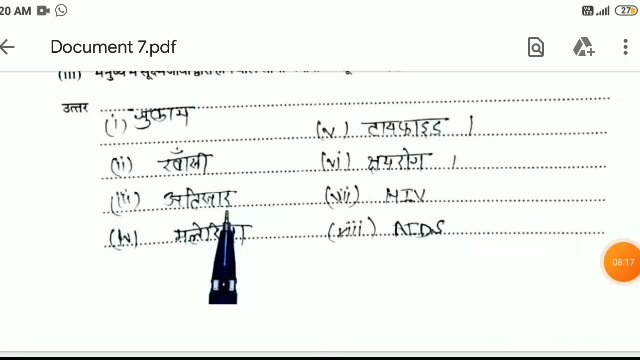 :20 AM
27
Document 7.pdf
उत्तर
(i) जुकाम (v) टायफाइड ।
(ii) खाँसी (vi) क्षयरोग ।
(iii) अतिसार (vii) HIV
(iv) मलेरिया (viii) AIDS
08:17